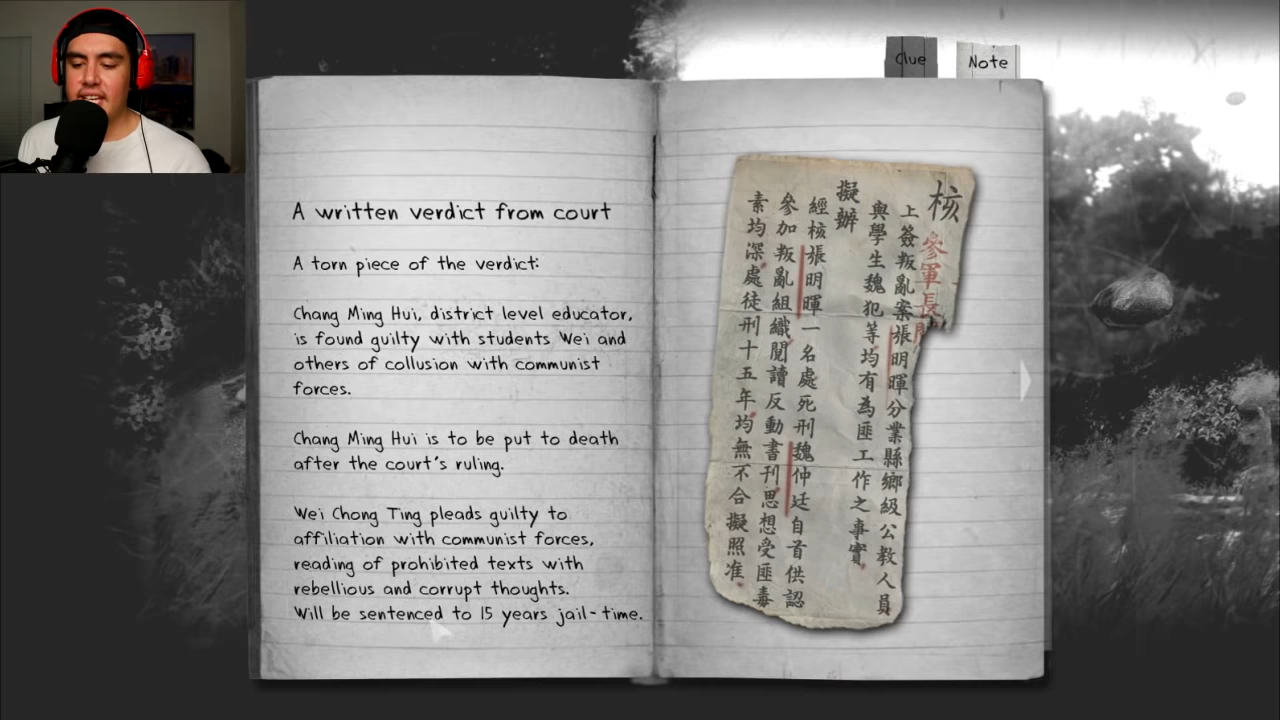 Clue
Note
A written verdict from court
A torn piece of the verdict:
Chang Ming Hui, district level educator,
is found guilty with students Wei and
others of collusion with communist
forces.
Chang Ming Hui is to be put to death
after the court's ruling.
Wei Chong Ting pleads guilty to
affiliation with communist forces,
reading of prohibited texts with
rebellious and corrupt thoughts.
Will be sentenced to 15 years jail-time.
核
參軍長
上簽叛亂案張明暉分業縣鄉級公教人員
與學生魏犯等均有為匪工作之事實
擬辦
經核張明暉一名處死刑魏仲廷自首供認
參加叛亂組織閱讀反動書刊思想受匪毒
素均深處徒刑十五年均無不合擬照准